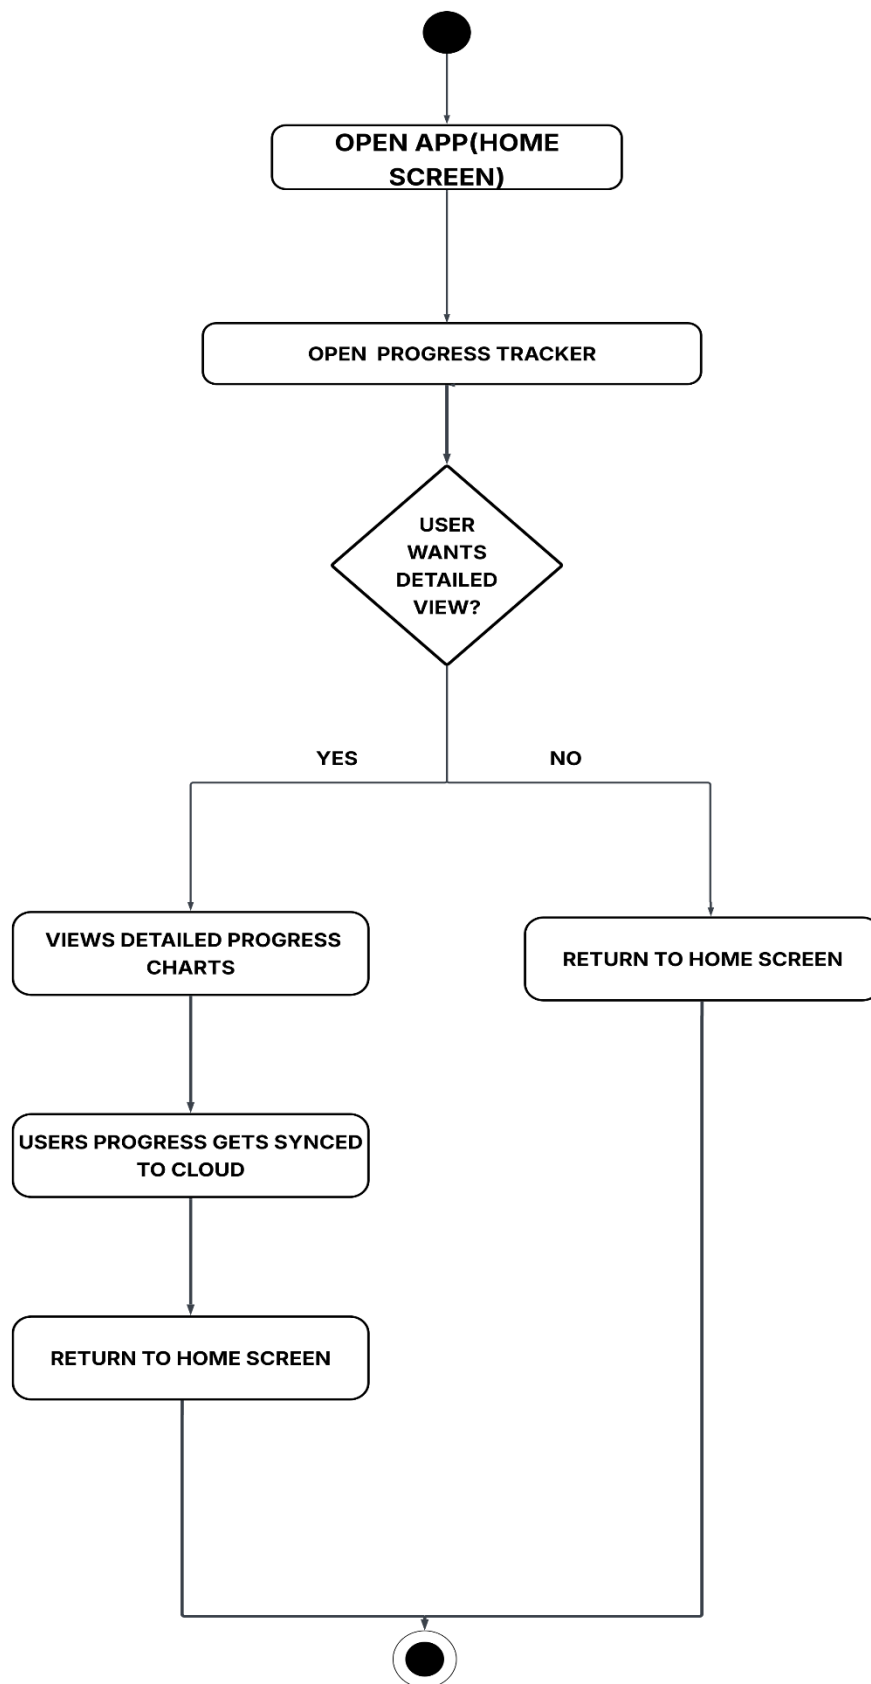 OPEN APP(HOME
SCREEN)
OPEN PROGRESS TRACKER
USER
WANTS
DETAILED
VIEW?
YES
NO
VIEWS DETAILED PROGRESS
CHARTS
RETURN TO HOME SCREEN
USERS PROGRESS GETS SYNCED
TO CLOUD
RETURN TO HOME SCREEN